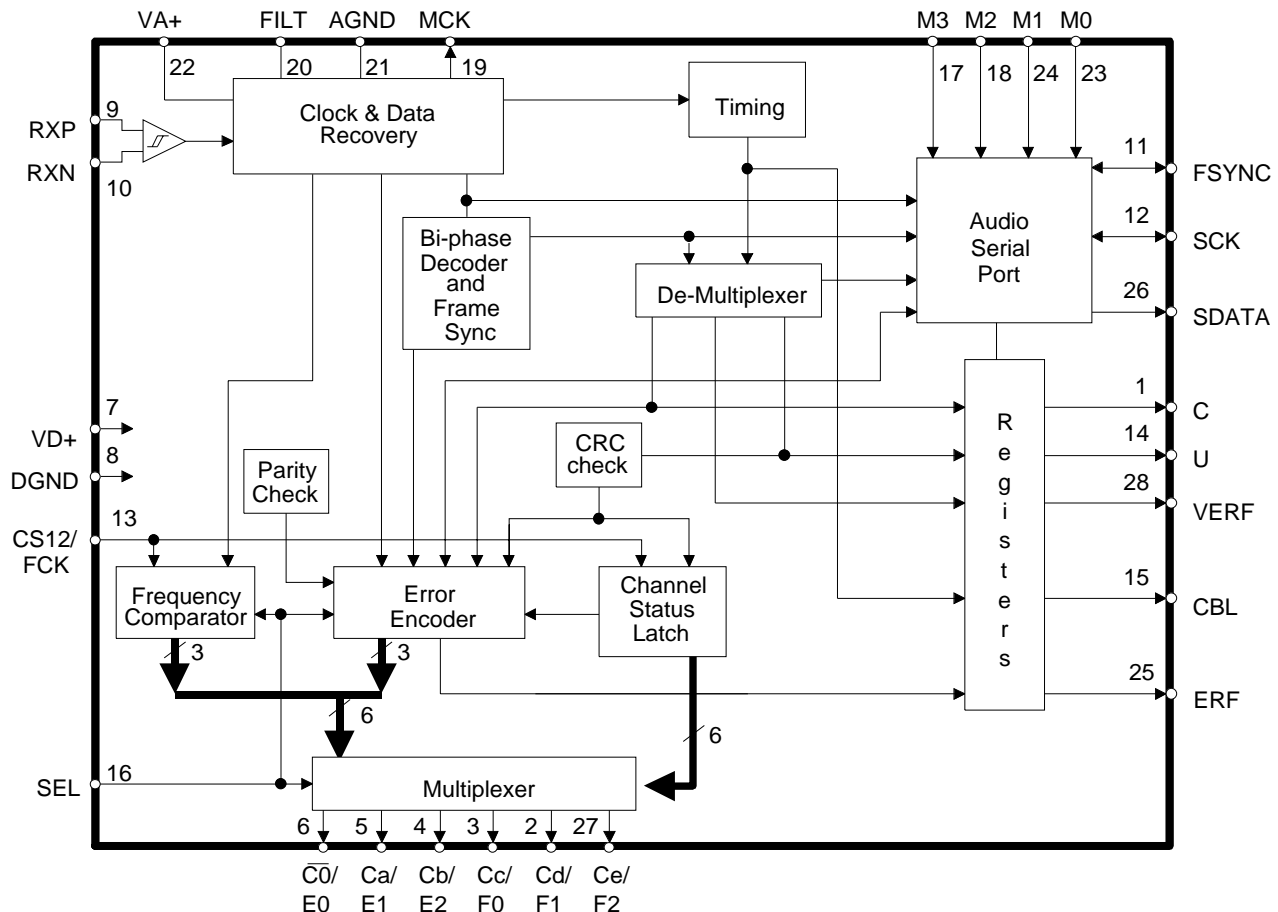 VA+ FILT AGND MCK M3 M2 M1 M0
22 20 21 19 17 18 24 23
RXP 9
RXN 10
Clock & Data
Recovery
Timing
Bi-phase
Decoder
and
Frame
Sync
De-Multiplexer
Audio
Serial
Port
11 FSYNC
12 SCK
26 SDATA
VD+ 7
DGND 8
CS12/
FCK
13
Parity
Check
CRC
check
Registers
1 C
14 U
28 VERF
15 CBL
25 ERF
Frequency
Comparator
Error
Encoder
Channel
Status
Latch
3 3
6 6
SEL 16
Multiplexer
6 5 4 3 2 27
C̅0̅/ Ca/ Cb/ Cc/ Cd/ Ce/
E0 E1 E2 F0 F1 F2